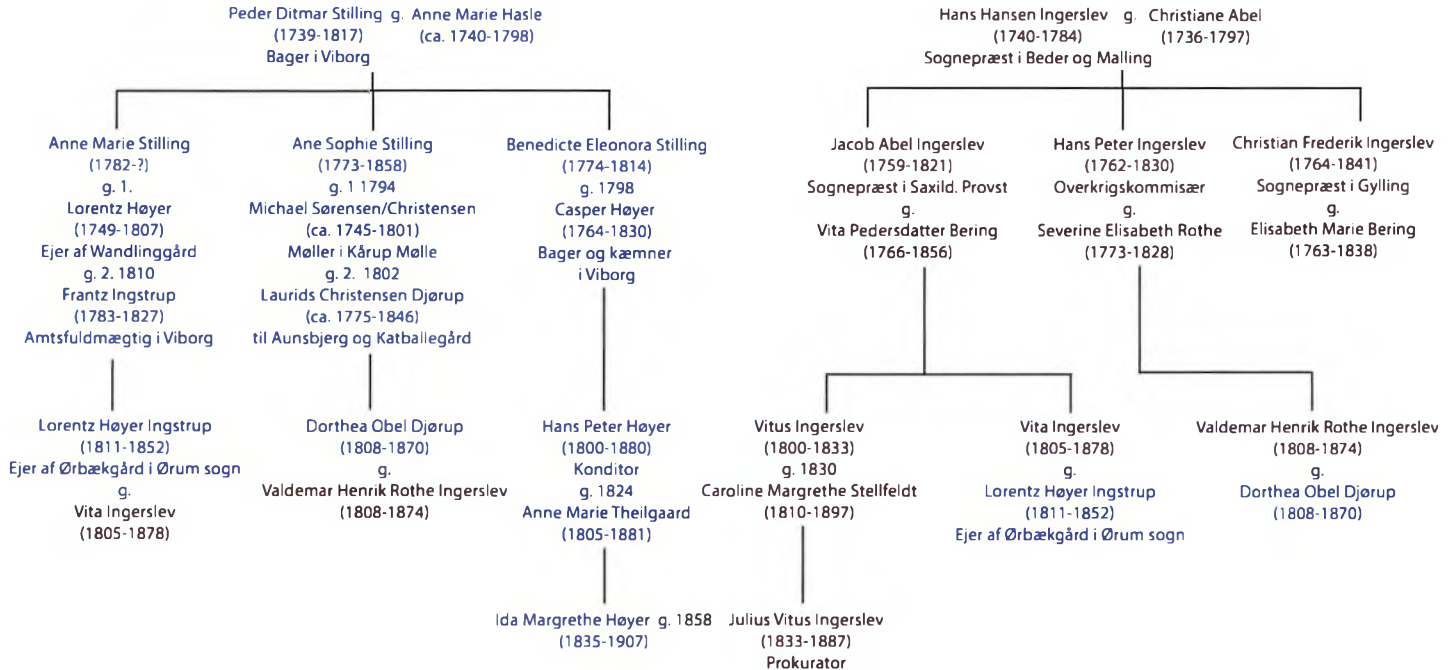 Peder Ditmar Stilling g. Anne Marie Hasle
(1739-1817) (ca. 1740-1798)
Bager i Viborg
Anne Marie Stilling
(1782-?)
g. 1.
Lorentz Høyer
(1749-1807)
Ejer af Wandlinggård
g. 2. 1810
Frantz Ingstrup
(1783-1827)
Amtsfuldmægtig i Viborg
Ane Sophie Stilling
(1773-1858)
g. 1 1794
Michael Sørensen/Christensen
(ca. 1745-1801)
Møller i Kårup Mølle
g. 2. 1802
Laurids Christensen Djørup
(ca. 1775-1846)
til Aunsbjerg og Katballegård
Benedicte Eleonora Stilling
(1774-1814)
g. 1798
Casper Høyer
(1764-1830)
Bager og kæmner
i Viborg
Lorentz Høyer Ingstrup
(1811-1852)
Ejer af Ørbækgård i Ørum sogn
g.
Vita Ingerslev
(1805-1878)
Dorthea Obel Djørup
(1808-1870)
g.
Valdemar Henrik Rothe Ingerslev
(1808-1874)
Hans Peter Høyer
(1800-1880)
Konditor
g. 1824
Anne Marie Theilgaard
(1805-1881)
Hans Hansen Ingerslev g. Christiane Abel
(1740-1784) (1736-1797)
Sognepræst i Beder og Malling
Jacob Abel Ingerslev
(1759-1821)
Sognepræst i Saxild. Provst
g.
Vita Pedersdatter Bering
(1766-1856)
Hans Peter Ingerslev
(1762-1830)
Overkrigskommisær
g.
Severine Elisabeth Rothe
(1773-1828)
Christian Frederik Ingerslev
(1764-1841)
Sognepræst i Gylling
g.
Elisabeth Marie Bering
(1763-1838)
Vitus Ingerslev
(1800-1833)
g. 1830
Caroline Margrethe Stellfeldt
(1810-1897)
Vita Ingerslev
(1805-1878)
g.
Lorentz Høyer Ingstrup
(1811-1852)
Ejer af Ørbækgård i Ørum sogn
Valdemar Henrik Rothe Ingerslev
(1808-1874)
g.
Dorthea Obel Djørup
(1808-1870)
Ida Margrethe Høyer g. 1858 Julius Vitus Ingerslev
(1835-1907) (1833-1887)
Prokurator